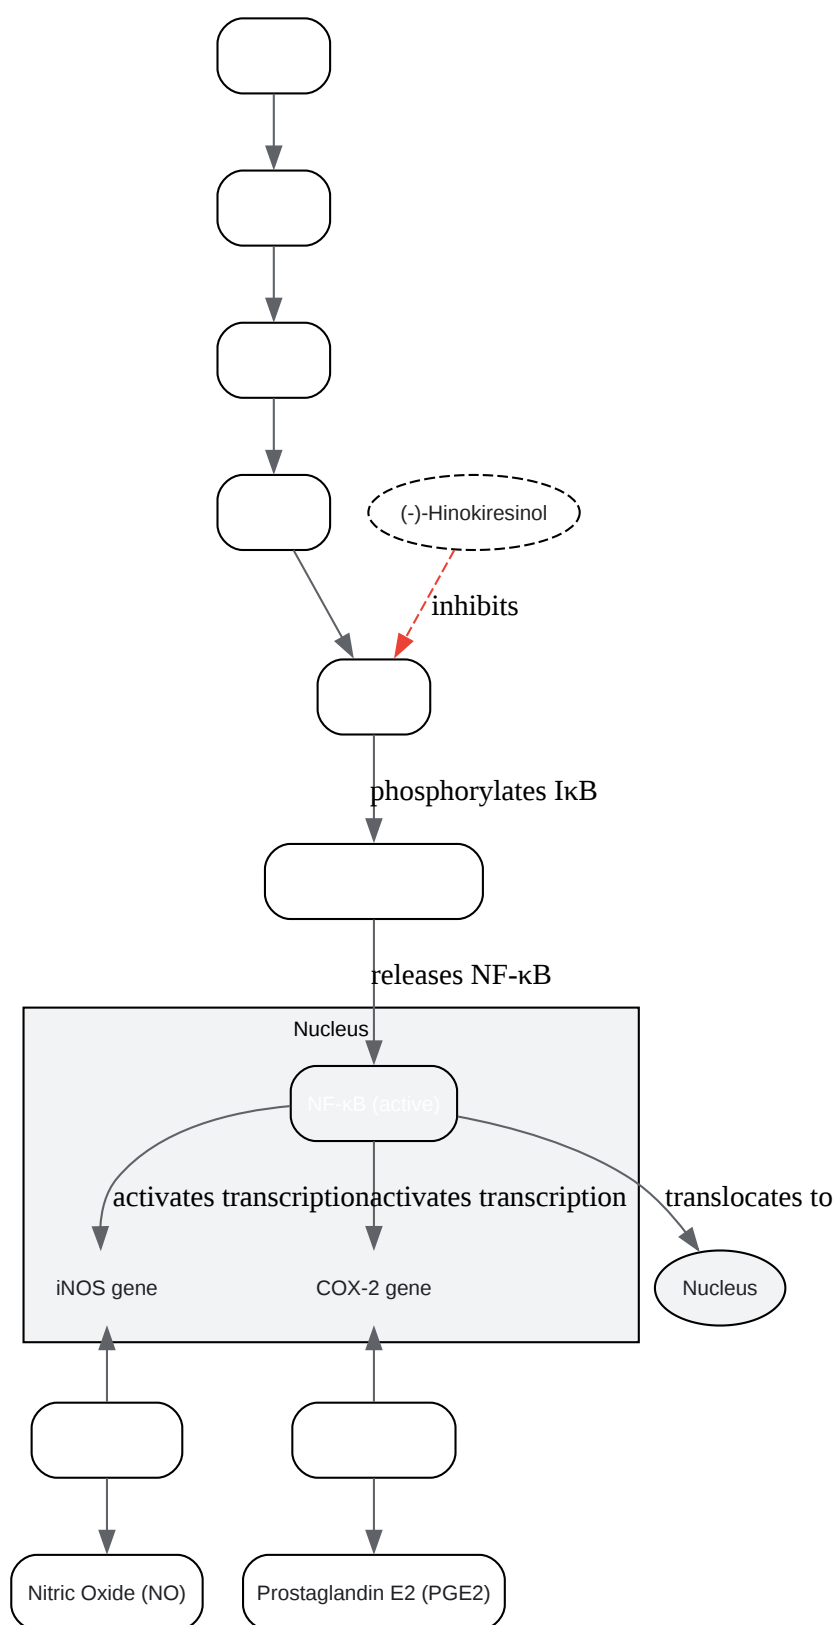 (-)-Hinokiresinol
inhibits
phosphorylates IκB
releases NF-κB
Nucleus
NF-κB (active)
activates transcription
activates transcription
translocates to
iNOS gene
COX-2 gene
Nucleus
Nitric Oxide (NO)
Prostaglandin E2 (PGE2)